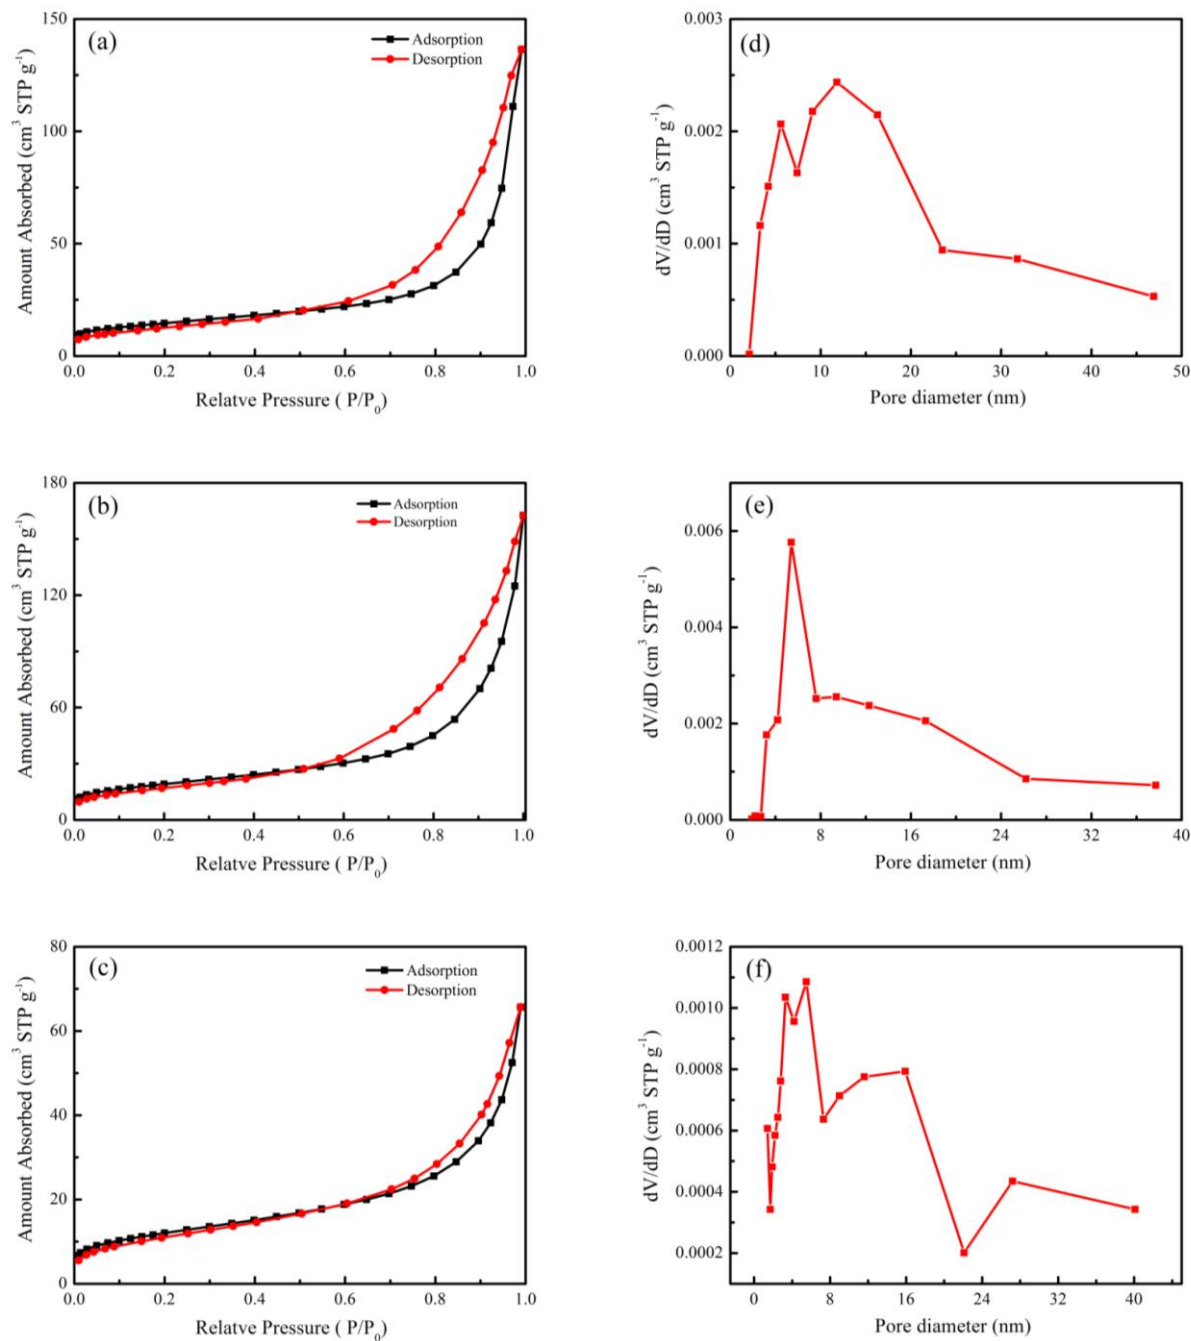 (a)
Adsorption
Desorption
Amount Absorbed (cm³ STP g⁻¹)
150
100
50
0
0.0 0.2 0.4 0.6 0.8 1.0
Relatve Pressure ( P/P₀)
(d)
dV/dD (cm³ STP g⁻¹)
0.003
0.002
0.001
0.000
0 10 20 30 40 50
Pore diameter (nm)
(b)
Adsorption
Desorption
Amount Absorbed (cm³ STP g⁻¹)
180
120
60
0
0.0 0.2 0.4 0.6 0.8 1.0
Relatve Pressure ( P/P₀)
(e)
dV/dD (cm³ STP g⁻¹)
0.006
0.004
0.002
0.000
0 8 16 24 32 40
Pore diameter (nm)
(c)
Adsorption
Desorption
Amount Absorbed (cm³ STP g⁻¹)
80
60
40
20
0
0.0 0.2 0.4 0.6 0.8 1.0
Relatve Pressure ( P/P₀)
(f)
dV/dD (cm³ STP g⁻¹)
0.0012
0.0010
0.0008
0.0006
0.0004
0.0002
0 8 16 24 32 40
Pore diameter (nm)